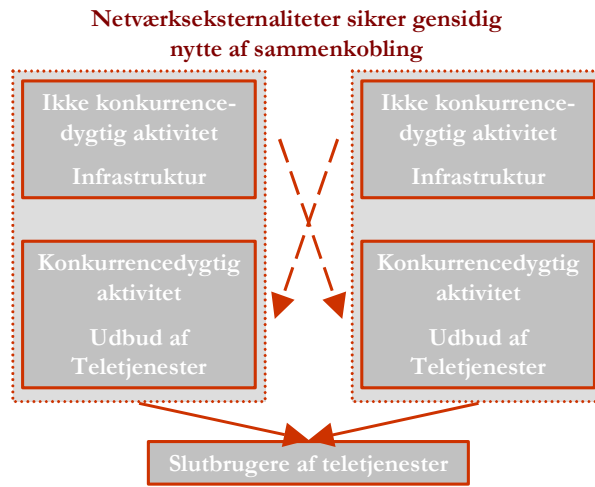 Netværkseksternaliteter sikrer gensidig
nytte af sammenkobling
Ikke konkurrence-
dygtig aktivitet
Infrastruktur
Konkurrencedygtig
aktivitet
Udbud af
Teletjenester
Ikke konkurrence-
dygtig aktivitet
Infrastruktur
Konkurrencedygtig
aktivitet
Udbud af
Teletjenester
Slutbrugere af teletjenester